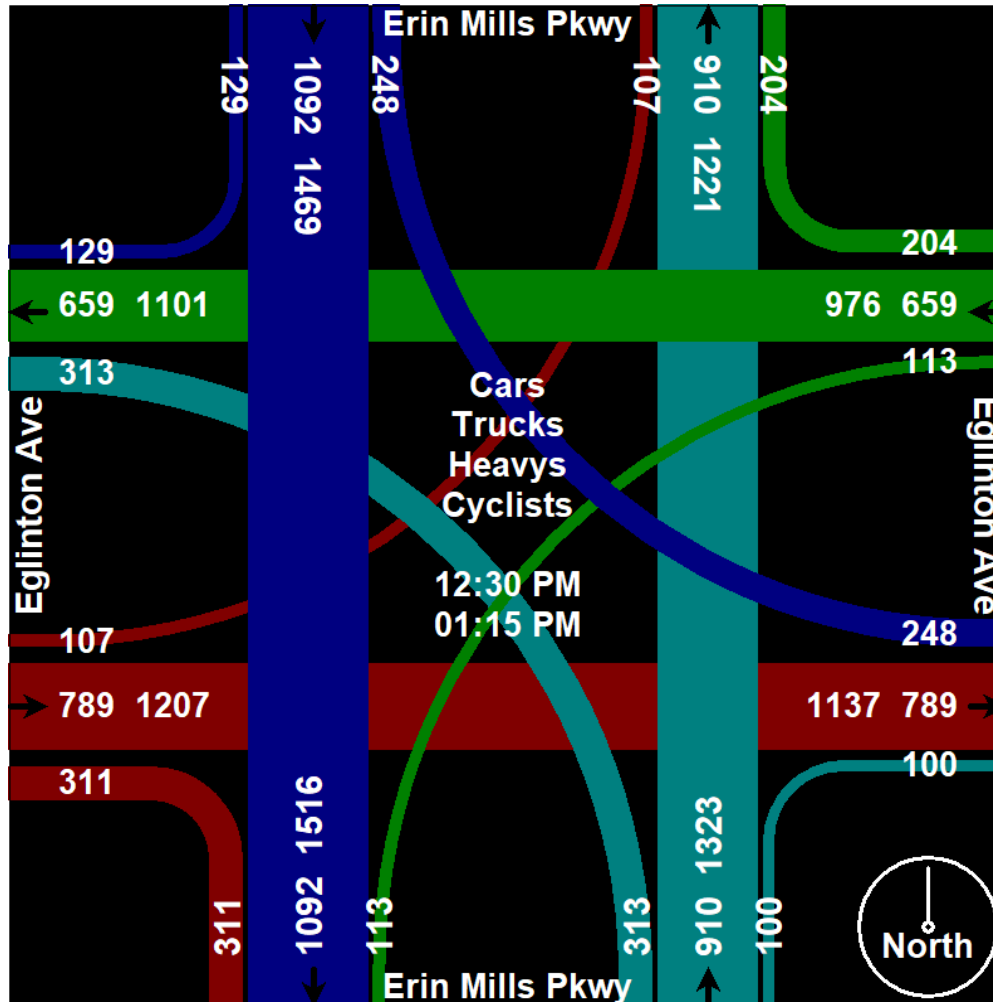 Erin Mills Pkwy
129
1092 1469
248
107
910 1221
204
129
204
659 1101
976 659
313
113
Cars
Trucks
Heavys
Cyclists
Eglinton Ave
Eglinton Ave
12:30 PM
01:15 PM
107
248
789 1207
1137 789
311
100
311
1092 1516
113
313
910 1323
100
North
Erin Mills Pkwy